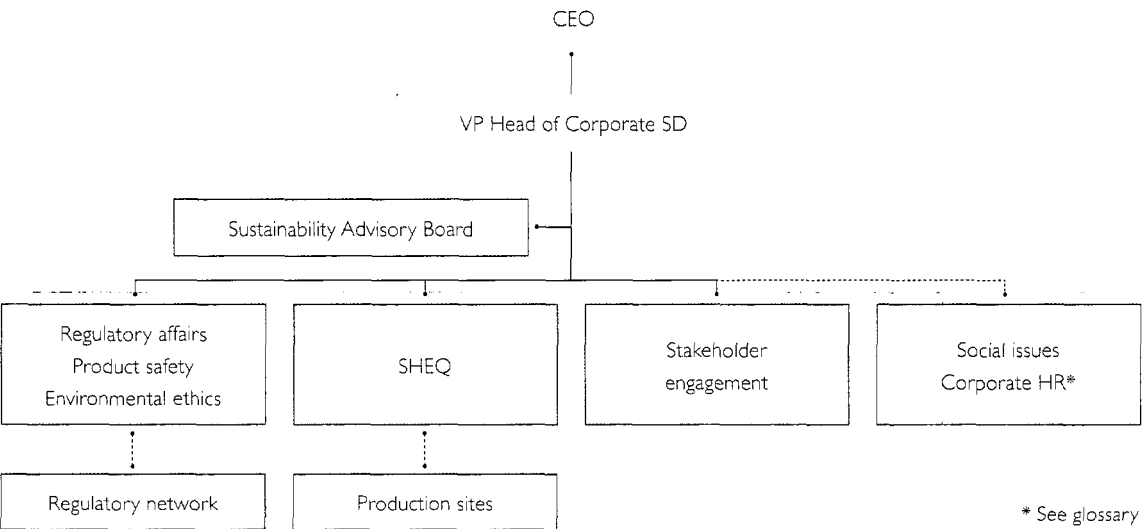 CEO
VP Head of Corporate SD
Sustainability Advisory Board
Regulatory affairs
Product safety
Environmental ethics
SHEQ
Stakeholder
engagement
Social issues
Corporate HR*
Regulatory network
Production sites
* See glossary